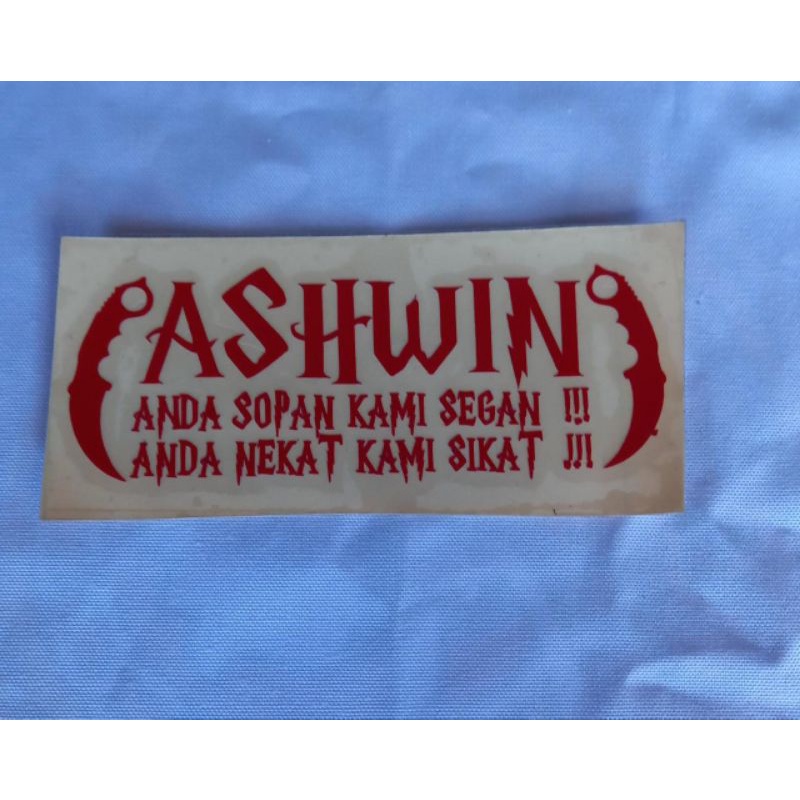 ASHWIN
ANDA SOPAN KAMI SEGAN !!!
ANDA NEKAT KAMI SIKAT !!!